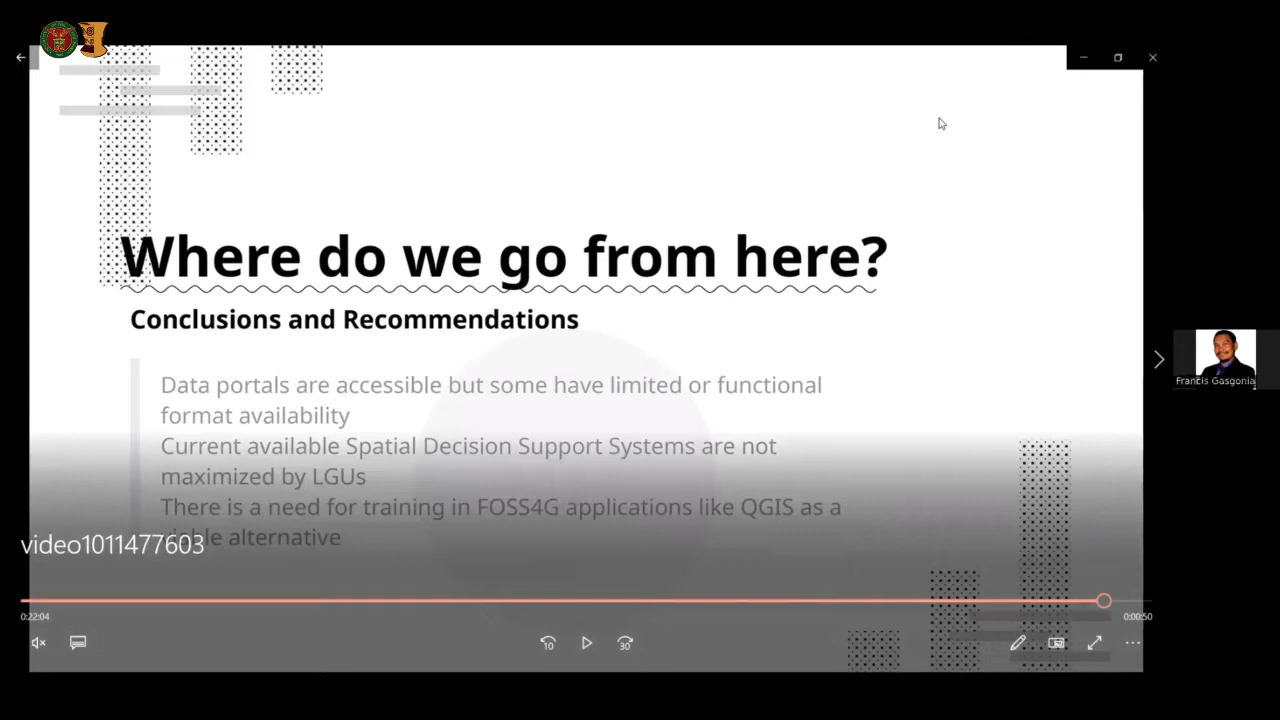 Where do we go from here?
Conclusions and Recommendations
Data portals are accessible but some have limited or functional
format availability
Current available Spatial Decision Support Systems are not
maximized by LGUs
There is a need for training in FOSS4G applications like QGIS as a
alternative
video1011477603
Francis Gasgonia
0:22:04
0:00:50
10
30